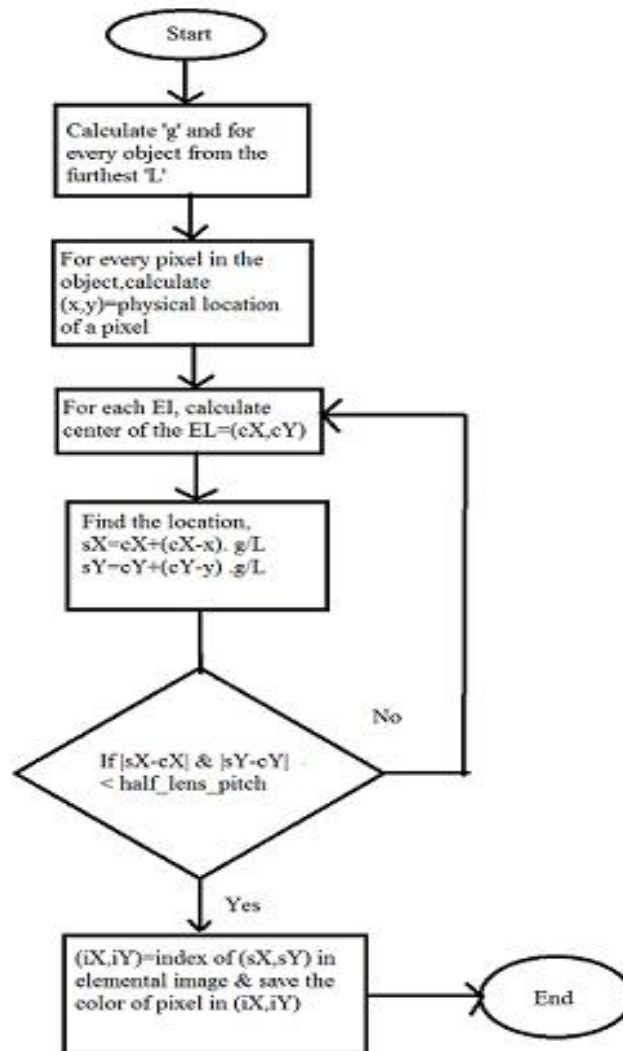 Start
Calculate 'g' and for
every object from the
furthest 'L'
For every pixel in the
object,calculate
(x,y)=physical location
of a pixel
For each EI, calculate
center of the EL=(cX,cY)
Find the location,
sX=cX+(cX-x). g/L
sY=cY+(cY-y) .g/L
If |sX-cX| & |sY-cY|
< half_lens_pitch
No
Yes
(iX,iY)=index of (sX,sY) in
elemental image & save the
color of pixel in (iX,iY)
End